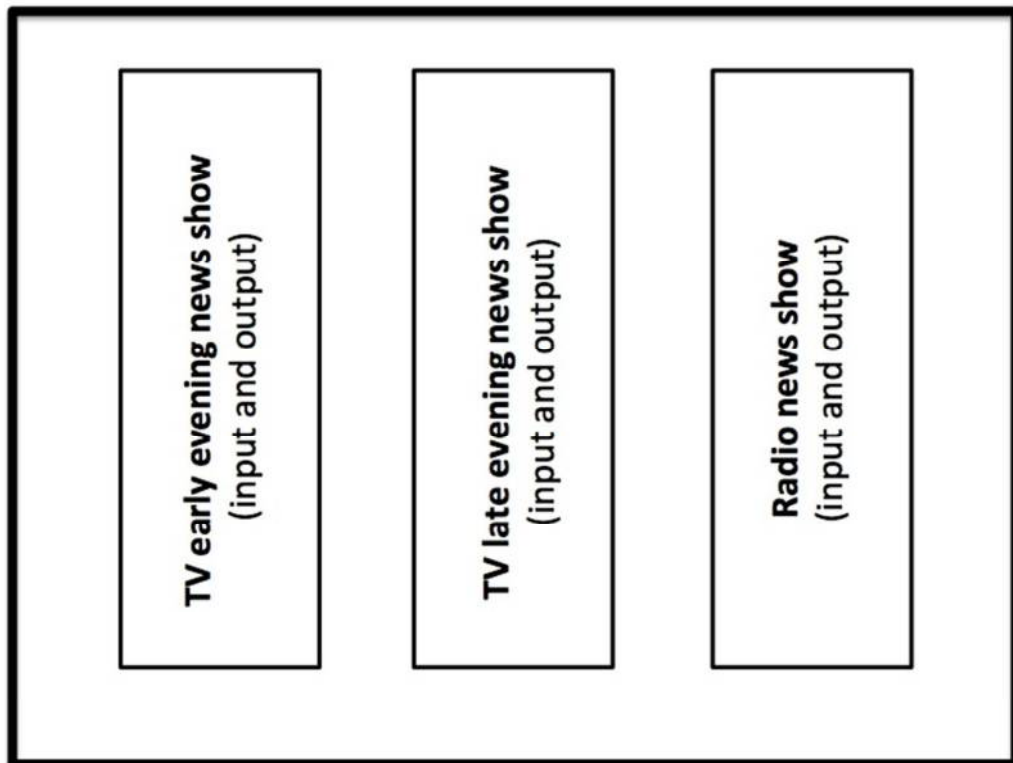 TV early evening news show
(input and output)
TV late evening news show
(input and output)
Radio news show
(input and output)